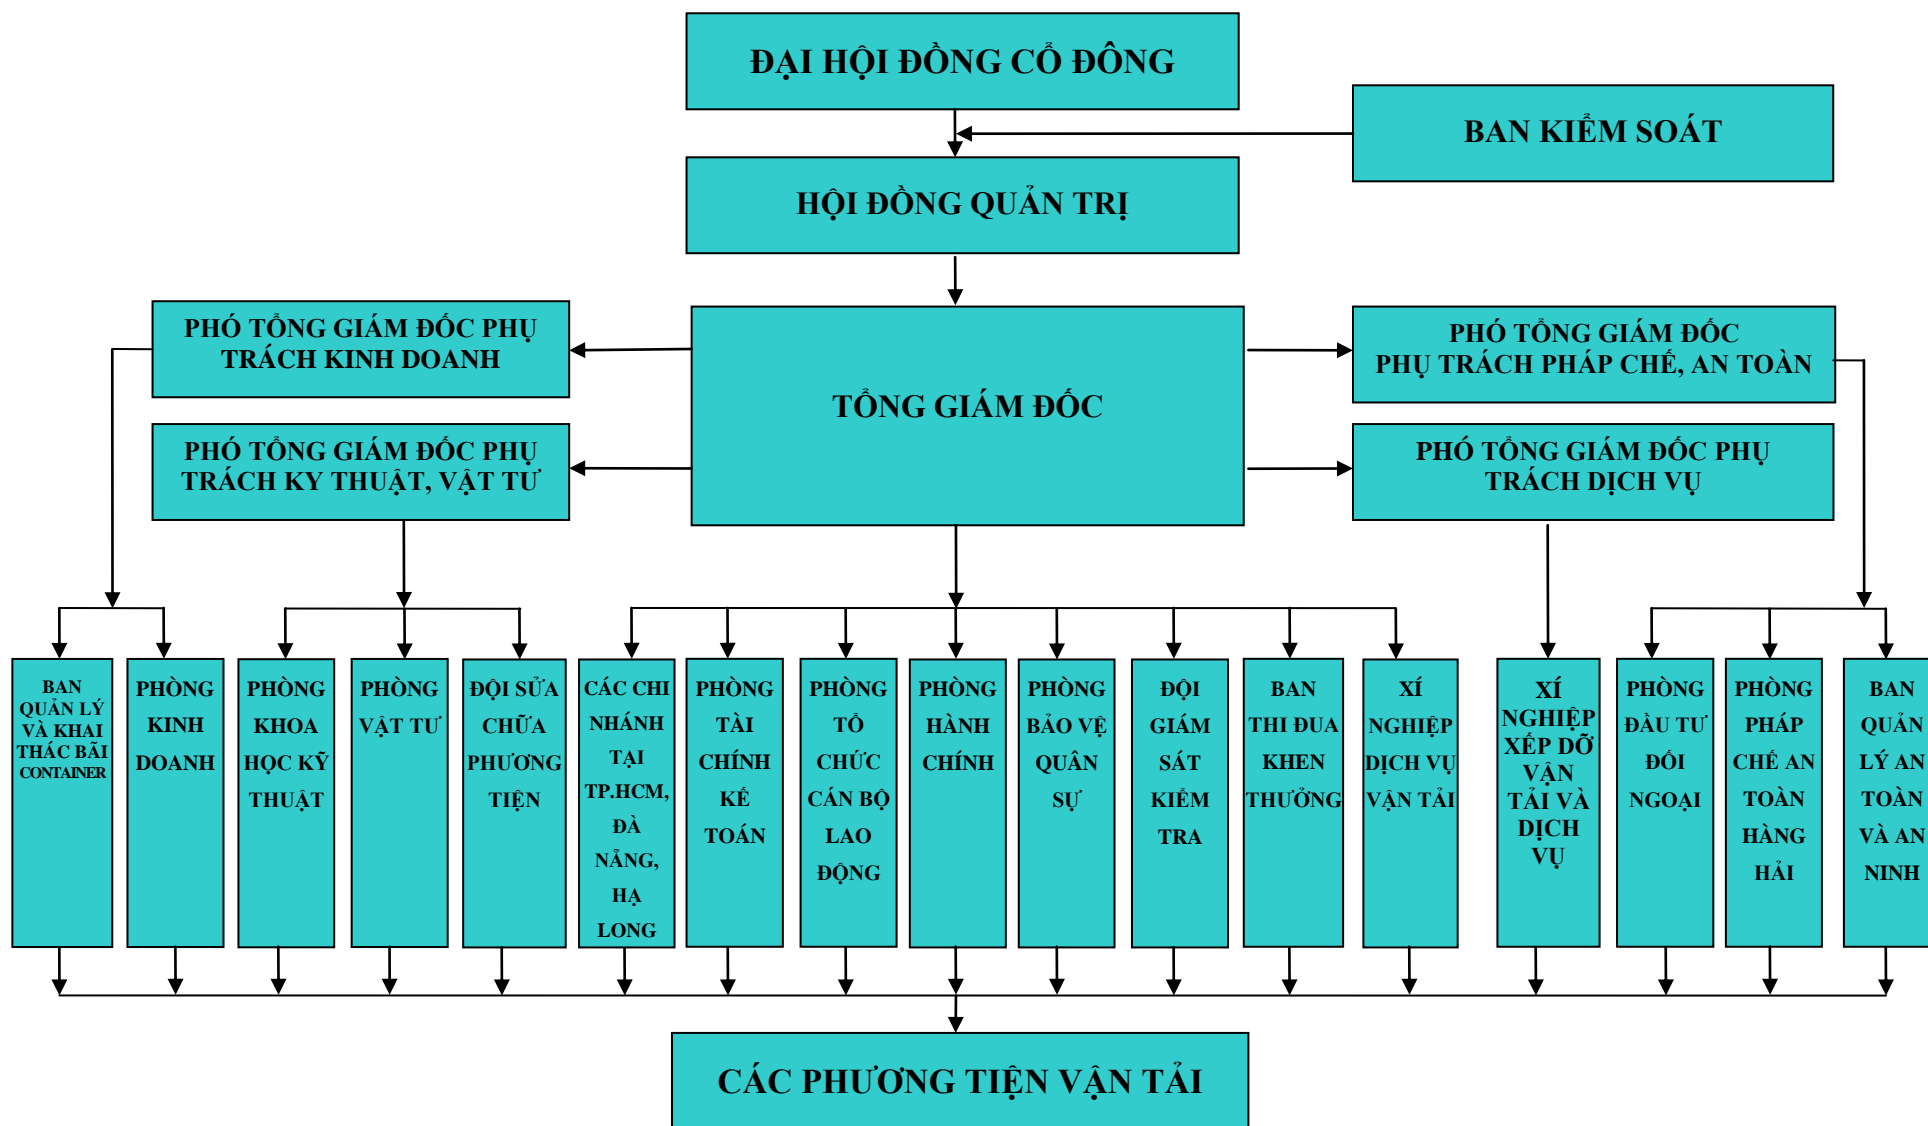 ĐẠI HỘI ĐỒNG CỔ ĐÔNG
BAN KIỂM SOÁT
HỘI ĐỒNG QUẢN TRỊ
PHÓ TỔNG GIÁM ĐỐC PHỤ
TRÁCH KINH DOANH
PHÓ TỔNG GIÁM ĐỐC
PHỤ TRÁCH PHÁP CHẾ, AN TOÀN
TỔNG GIÁM ĐỐC
PHÓ TỔNG GIÁM ĐỐC PHỤ
TRÁCH KY THUẬT, VẬT TƯ
PHÓ TỔNG GIÁM ĐỐC PHỤ
TRÁCH DỊCH VỤ
BAN
QUẢN LÝ
VÀ KHAI
THÁC BÃI
CONTAINER
PHÒNG
KINH
DOANH
PHÒNG
KHOA
HỌC KỸ
THUẬT
PHÒNG
VẬT TƯ
ĐỘI SỬA
CHỮA
PHƯƠNG
TIỆN
CÁC CHI
NHÁNH
TẠI
TP.HCM,
ĐÀ
NẴNG,
HẠ
LONG
PHÒNG
TÀI
CHÍNH
KẾ
TOÁN
PHÒNG
TỔ
CHỨC
CÁN BỘ
LAO
ĐỘNG
PHÒNG
HÀNH
CHÍNH
PHÒNG
BẢO VỆ
QUÂN
SỰ
ĐỘI
GIÁM
SÁT
KIỂM
TRA
BAN
THI ĐUA
KHEN
THƯỞNG
XÍ
NGHIỆP
DỊCH VỤ
VẬN TẢI
XÍ
NGHIỆP
XẾP DỠ
VẬN
TẢI VÀ
DỊCH
VỤ
PHÒNG
ĐẦU TƯ
ĐỐI
NGOẠI
PHÒNG
PHÁP
CHẾ AN
TOÀN
HÀNG
HẢI
BAN
QUẢN
LÝ AN
TOÀN
VÀ AN
NINH
CÁC PHƯƠNG TIỆN VẬN TẢI